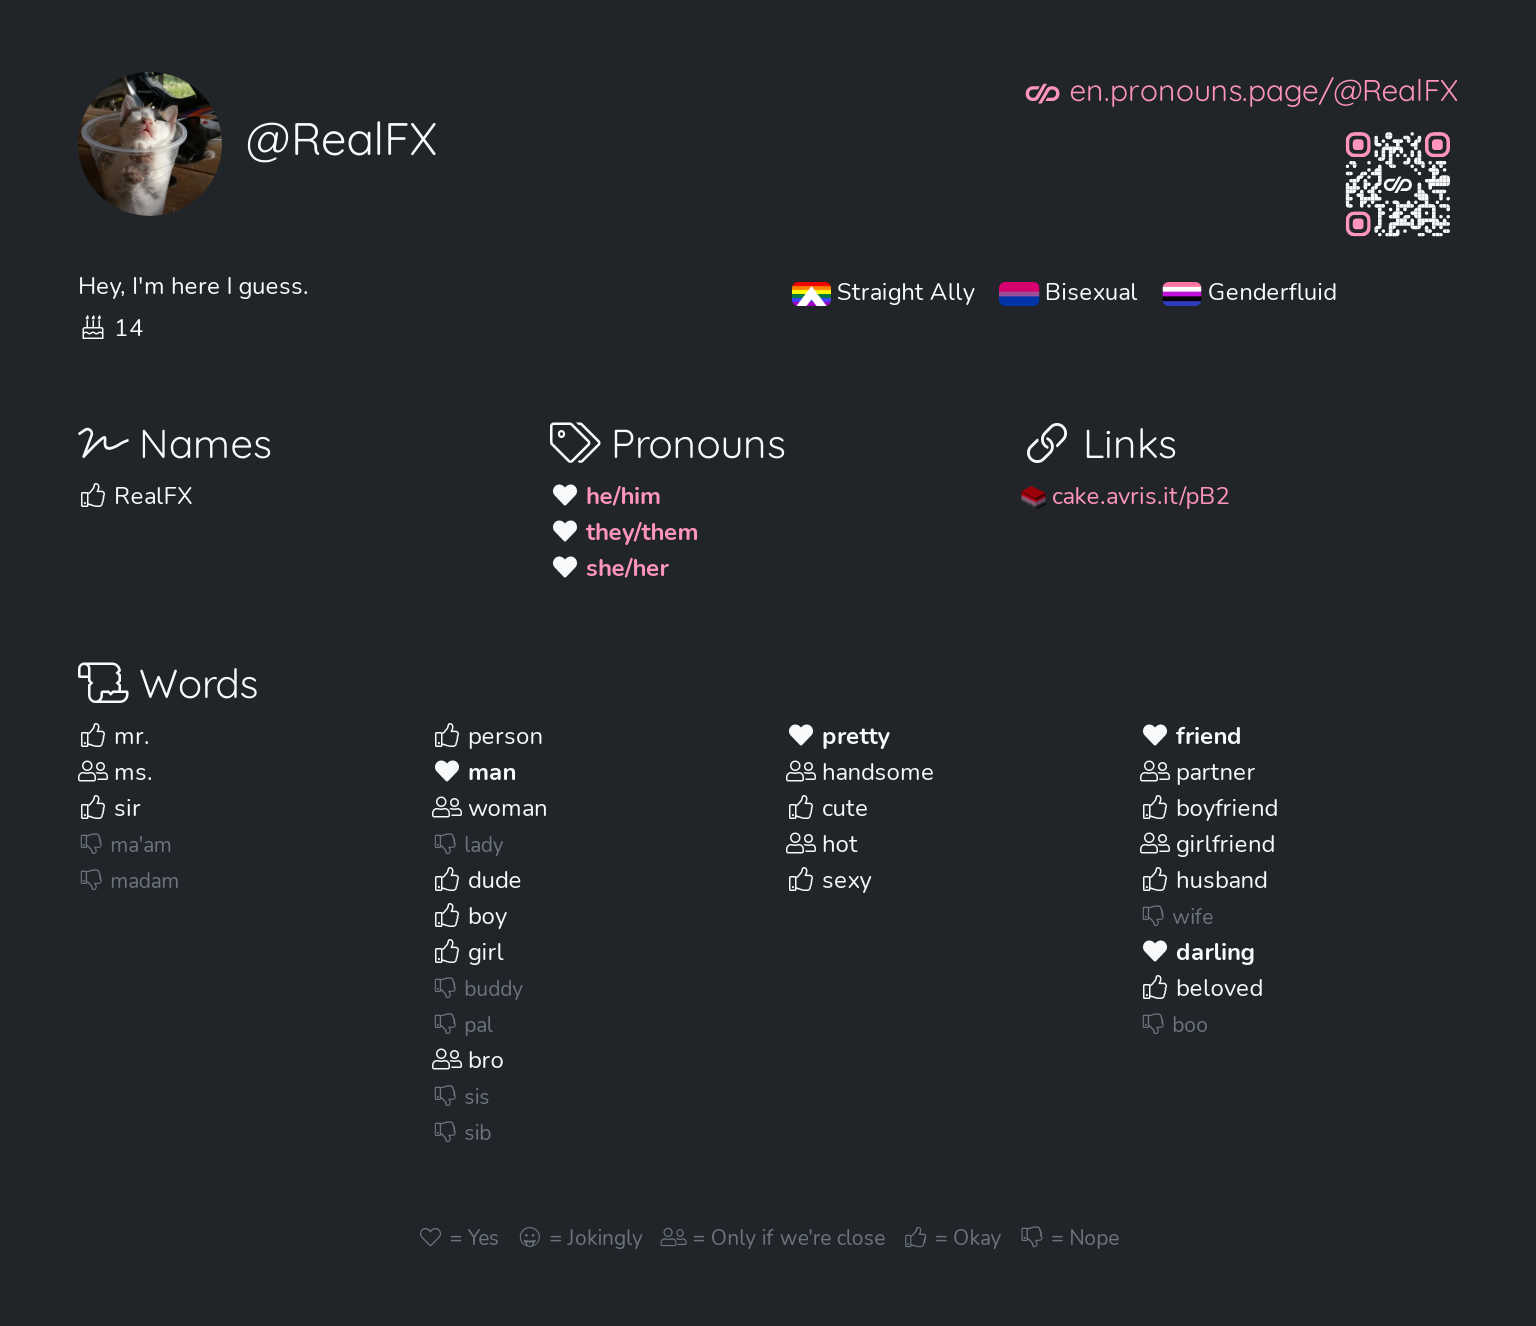 @RealFX
en.pronouns.page/@RealFX
Hey, I'm here I guess.
14
Straight Ally Bisexual Genderfluid
Names
RealFX
Pronouns
he/him
they/them
she/her
Links
cake.avris.it/pB2
Words
mr.
ms.
sir
ma'am
madam
person
man
woman
lady
dude
boy
girl
buddy
pal
bro
sis
sib
pretty
handsome
cute
hot
sexy
friend
partner
boyfriend
girlfriend
husband
wife
darling
beloved
boo
= Yes = Jokingly = Only if we're close = Okay = Nope